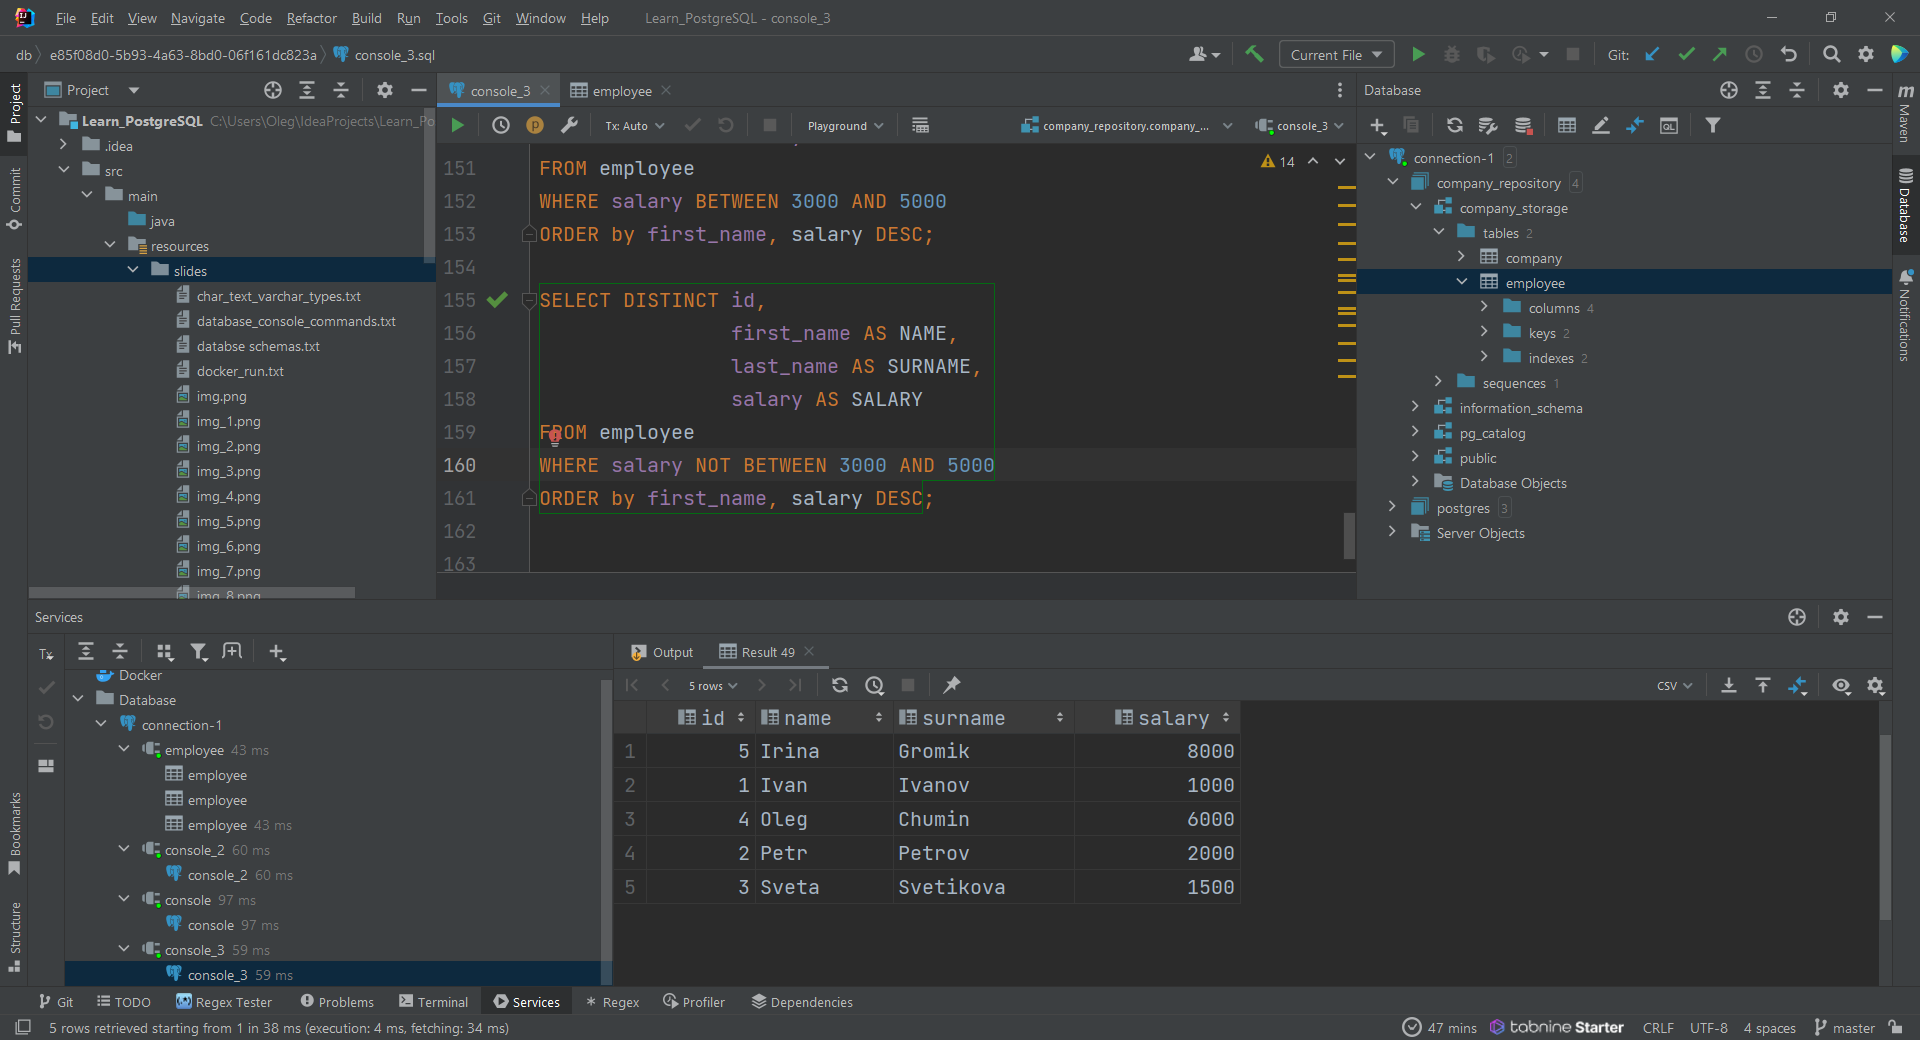 File Edit View Navigate Code Refactor Build Run Tools Git Window Help Learn_PostgreSQL - console_3
db e85f08d0-5b93-4a63-8bd0-06f161dc823a console_3.sql
Current File
Git:
Project
console_3
employee
Database
Learn_PostgreSQL C:\Users\Oleg\IdeaProjects\Learn_Po
.idea
src
main
java
resources
slides
char_text_varchar_types.txt
database_console_commands.txt
databse schemas.txt
docker_run.txt
img.png
img_1.png
img_2.png
img_3.png
img_4.png
img_5.png
img_6.png
img_7.png
img_8.png
Project
Commit
Pull Requests
Bookmarks
Structure
Tx: Auto
Playground
company_repository.company_...
console_3
14
151 FROM employee
152 WHERE salary BETWEEN 3000 AND 5000
153 ORDER by first_name, salary DESC;
154
155 SELECT DISTINCT id,
156 first_name AS NAME,
157 last_name AS SURNAME,
158 salary AS SALARY
159 FROM employee
160 WHERE salary NOT BETWEEN 3000 AND 5000
161 ORDER by first_name, salary DESC;
162
163
connection-1 2
company_repository 4
company_storage
tables 2
company
employee
columns 4
keys 2
indexes 2
sequences 1
information_schema
pg_catalog
public
Database Objects
postgres 3
Server Objects
Maven
Database
Notifications
Services
Tx
Docker
Database
connection-1
employee 43 ms
employee
employee
employee 43 ms
console_2 60 ms
console_2 60 ms
console 97 ms
console 97 ms
console_3 59 ms
console_3 59 ms
Output
Result 49
5 rows
CSV
id name surname salary
1 5 Irina Gromik 8000
2 1 Ivan Ivanov 1000
3 4 Oleg Chumin 6000
4 2 Petr Petrov 2000
5 3 Sveta Svetikova 1500
Git TODO Regex Tester Problems Terminal Services Regex Profiler Dependencies
5 rows retrieved starting from 1 in 38 ms (execution: 4 ms, fetching: 34 ms)
47 mins tabnine Starter CRLF UTF-8 4 spaces master